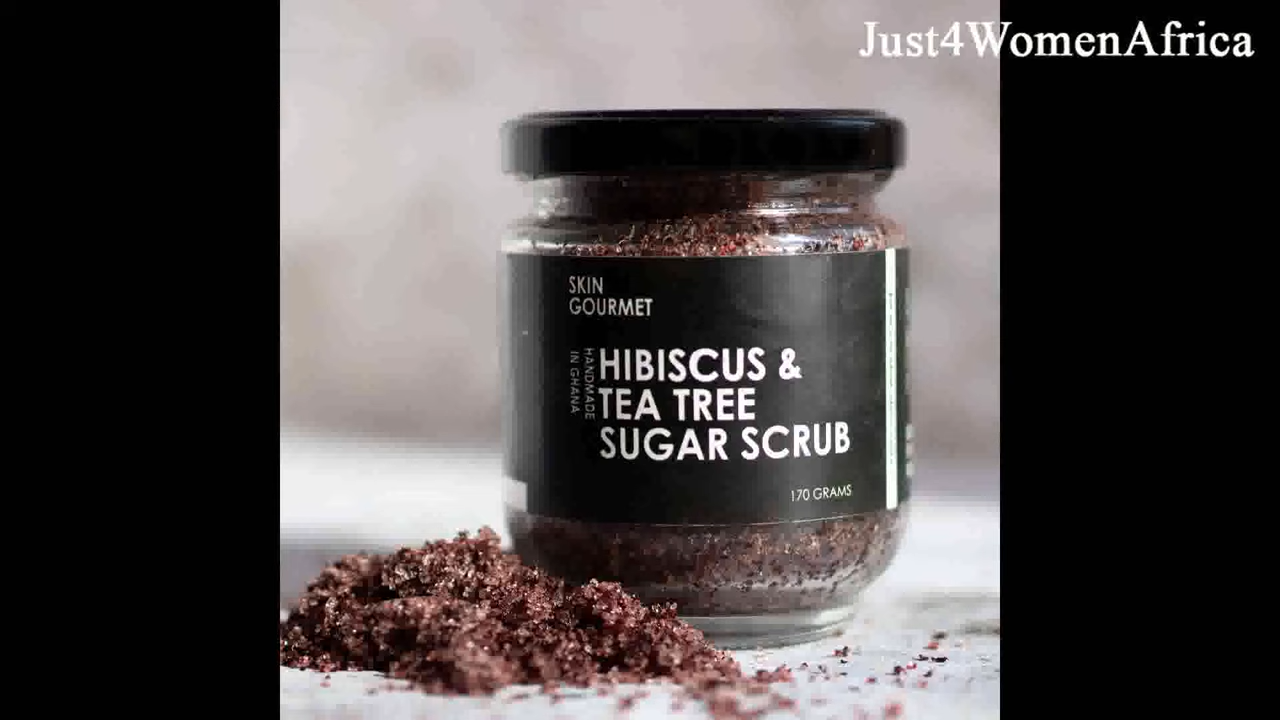 Just4WomenAfrica
SKIN
GOURMET
HANDMADE
IN GHANA
HIBISCUS &
TEA TREE
SUGAR SCRUB
170 GRAMS